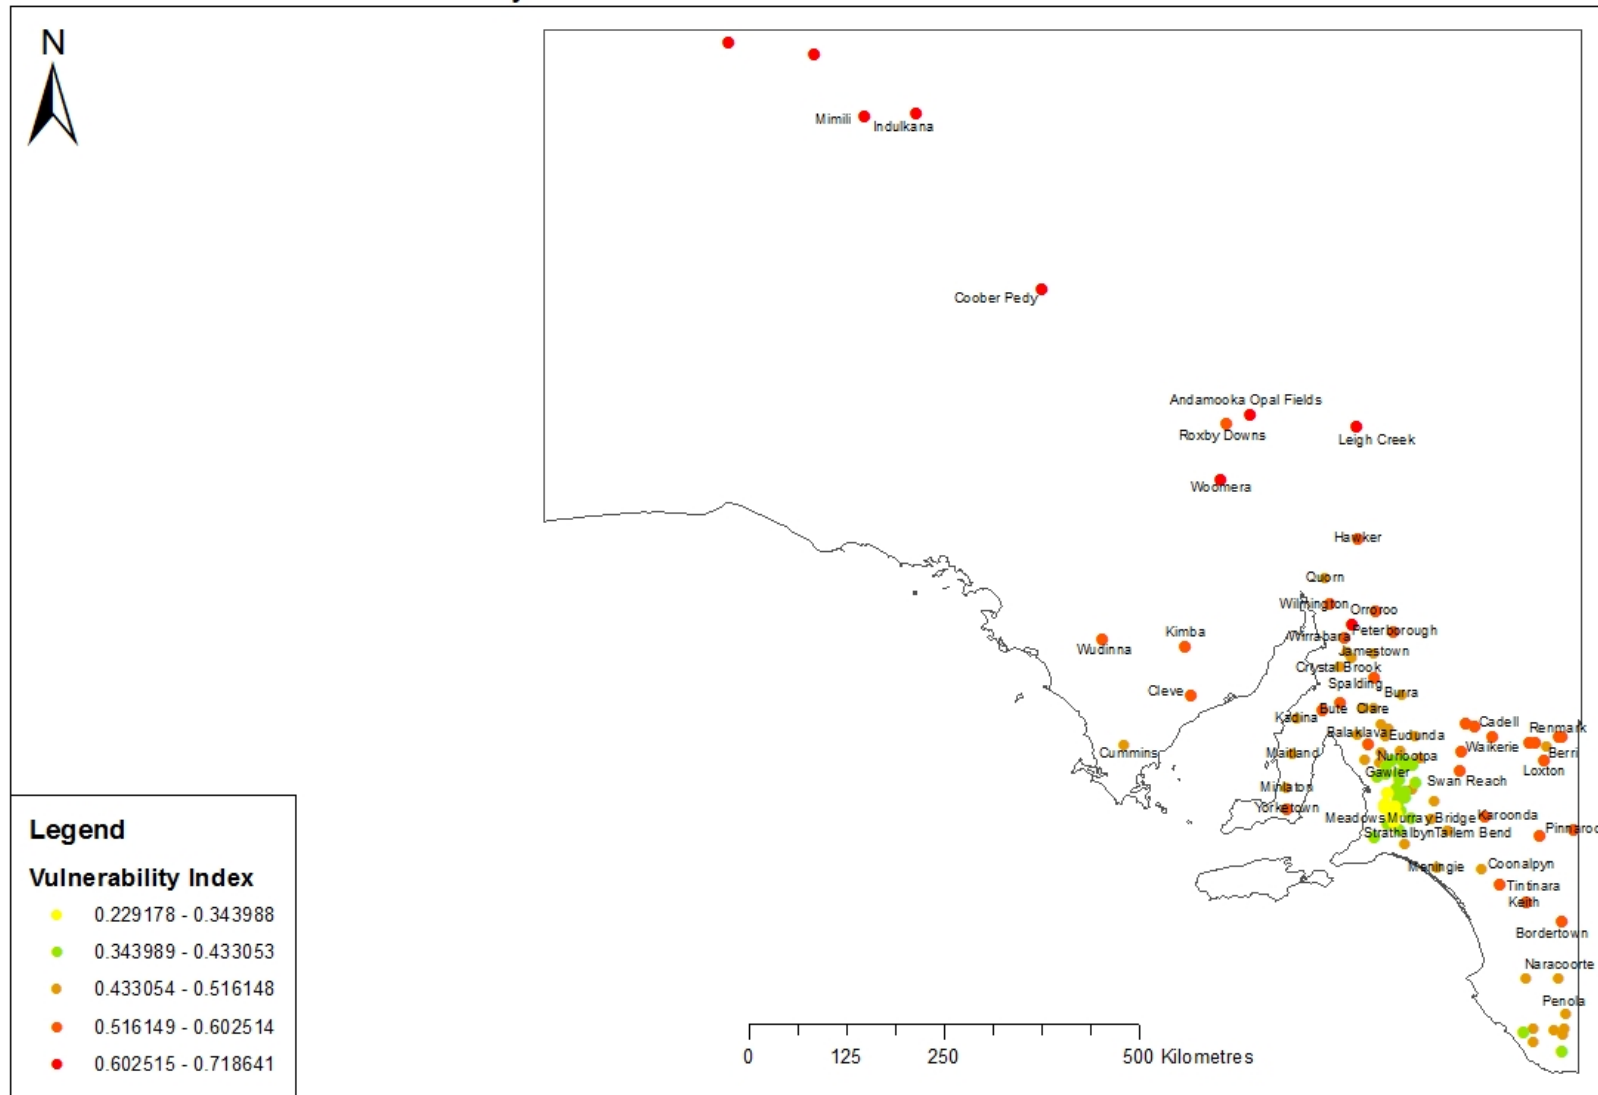 N
Mimili
Indulkana
Coober Pedy
Andamooka Opal Fields
Roxby Downs
Leigh Creek
Woomera
Hawker
Quorn
Wilmington
Orroroo
Kimba
Wirrabara
Peterborough
Wudinna
Jamestown
Crystal Brook
Spalding
Cleve
Burra
Kadina
Bute
Clare
Cadell
Renmark
Balaklava
Eudunda
Cummins
Maitland
Nuriootpa
Waikerie
Berri
Gawler
Loxton
Swan Reach
Minlaton
Yorketown
Meadows
Murray Bridge
Karoonda
Strathalbyn
Tailem Bend
Pinnaroo
Meningie
Coonalpyn
Tintinara
Keith
Bordertown
Naracoorte
Penola
Legend
Vulnerability Index
0.229178 - 0.343988
0.343989 - 0.433053
0.433054 - 0.516148
0.516149 - 0.602514
0.602515 - 0.718641
0 125 250 500 Kilometres